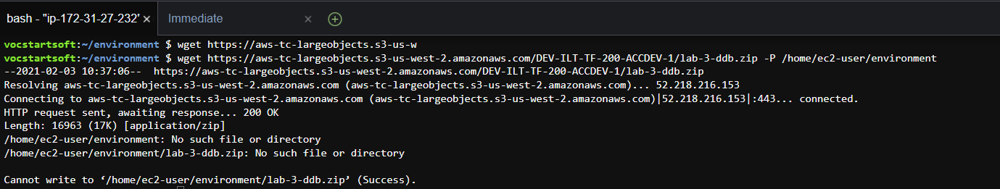 bash - "ip-172-31-27-232" × Immediate ×
vocstartsoft:~/environment $ wget https://aws-tc-largeobjects.s3-us-w
vocstartsoft:~/environment $ wget https://aws-tc-largeobjects.s3-us-west-2.amazonaws.com/DEV-ILT-TF-200-ACCDEV-1/lab-3-ddb.zip -P /home/ec2-user/environment
--2021-02-03 10:37:06--  https://aws-tc-largeobjects.s3-us-west-2.amazonaws.com/DEV-ILT-TF-200-ACCDEV-1/lab-3-ddb.zip
Resolving aws-tc-largeobjects.s3-us-west-2.amazonaws.com (aws-tc-largeobjects.s3-us-west-2.amazonaws.com)... 52.218.216.153
Connecting to aws-tc-largeobjects.s3-us-west-2.amazonaws.com (aws-tc-largeobjects.s3-us-west-2.amazonaws.com)|52.218.216.153|:443... connected.
HTTP request sent, awaiting response... 200 OK
Length: 16963 (17K) [application/zip]
/home/ec2-user/environment: No such file or directory
/home/ec2-user/environment/lab-3-ddb.zip: No such file or directory
Cannot write to ‘/home/ec2-user/environment/lab-3-ddb.zip’ (Success).